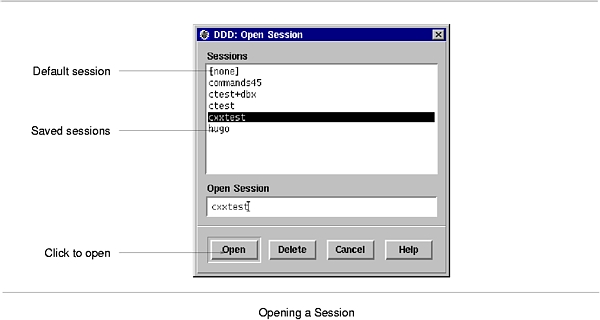 DDD: Open Session
Sessions
Default session
[none]
commands45
ctest+dbx
ctest
cxxtest
Saved sessions
hugo
Open Session
cxxtest
Click to open
Open
Delete
Cancel
Help
Opening a Session